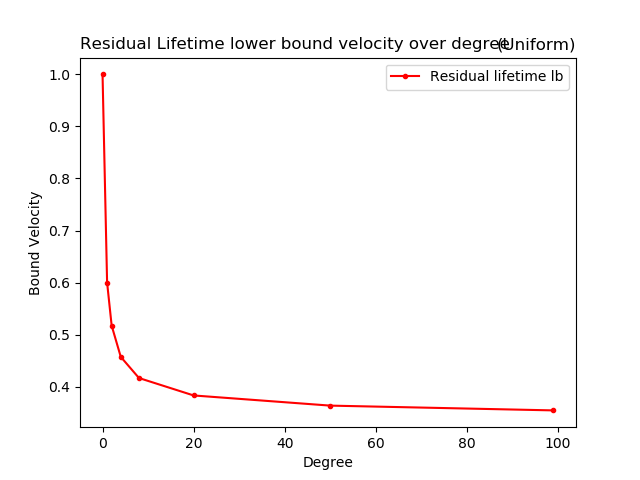 Residual Lifetime lower bound velocity over degree (Uniform)
Residual lifetime lb
Bound Velocity
1.0
0.9
0.8
0.7
0.6
0.5
0.4
0 20 40 60 80 100
Degree